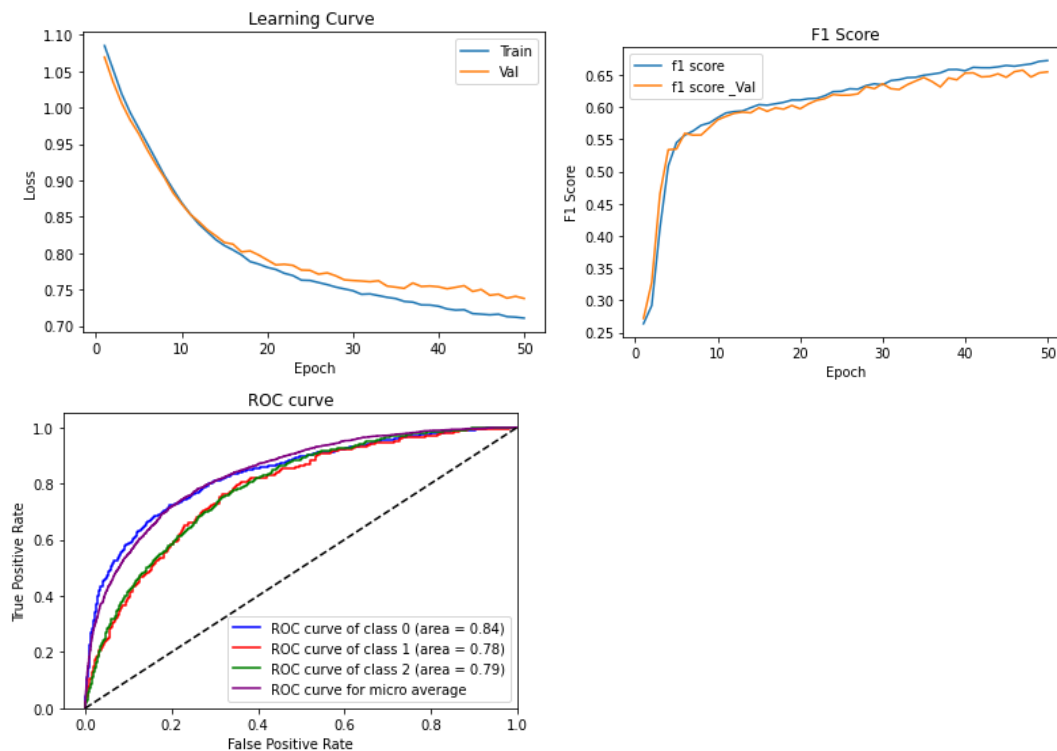 Learning Curve
1.10
1.05
1.00
0.95
0.90
0.85
0.80
0.75
0.70
Loss
Train
Val
0 10 20 30 40 50
Epoch
F1 Score
0.65
0.60
0.55
0.50
0.45
0.40
0.35
0.30
0.25
F1 Score
f1 score
f1 score _Val
0 10 20 30 40 50
Epoch
ROC curve
1.0
0.8
0.6
0.4
0.2
0.0
True Positive Rate
ROC curve of class 0 (area = 0.84)
ROC curve of class 1 (area = 0.78)
ROC curve of class 2 (area = 0.79)
ROC curve for micro average
0.0 0.2 0.4 0.6 0.8 1.0
False Positive Rate